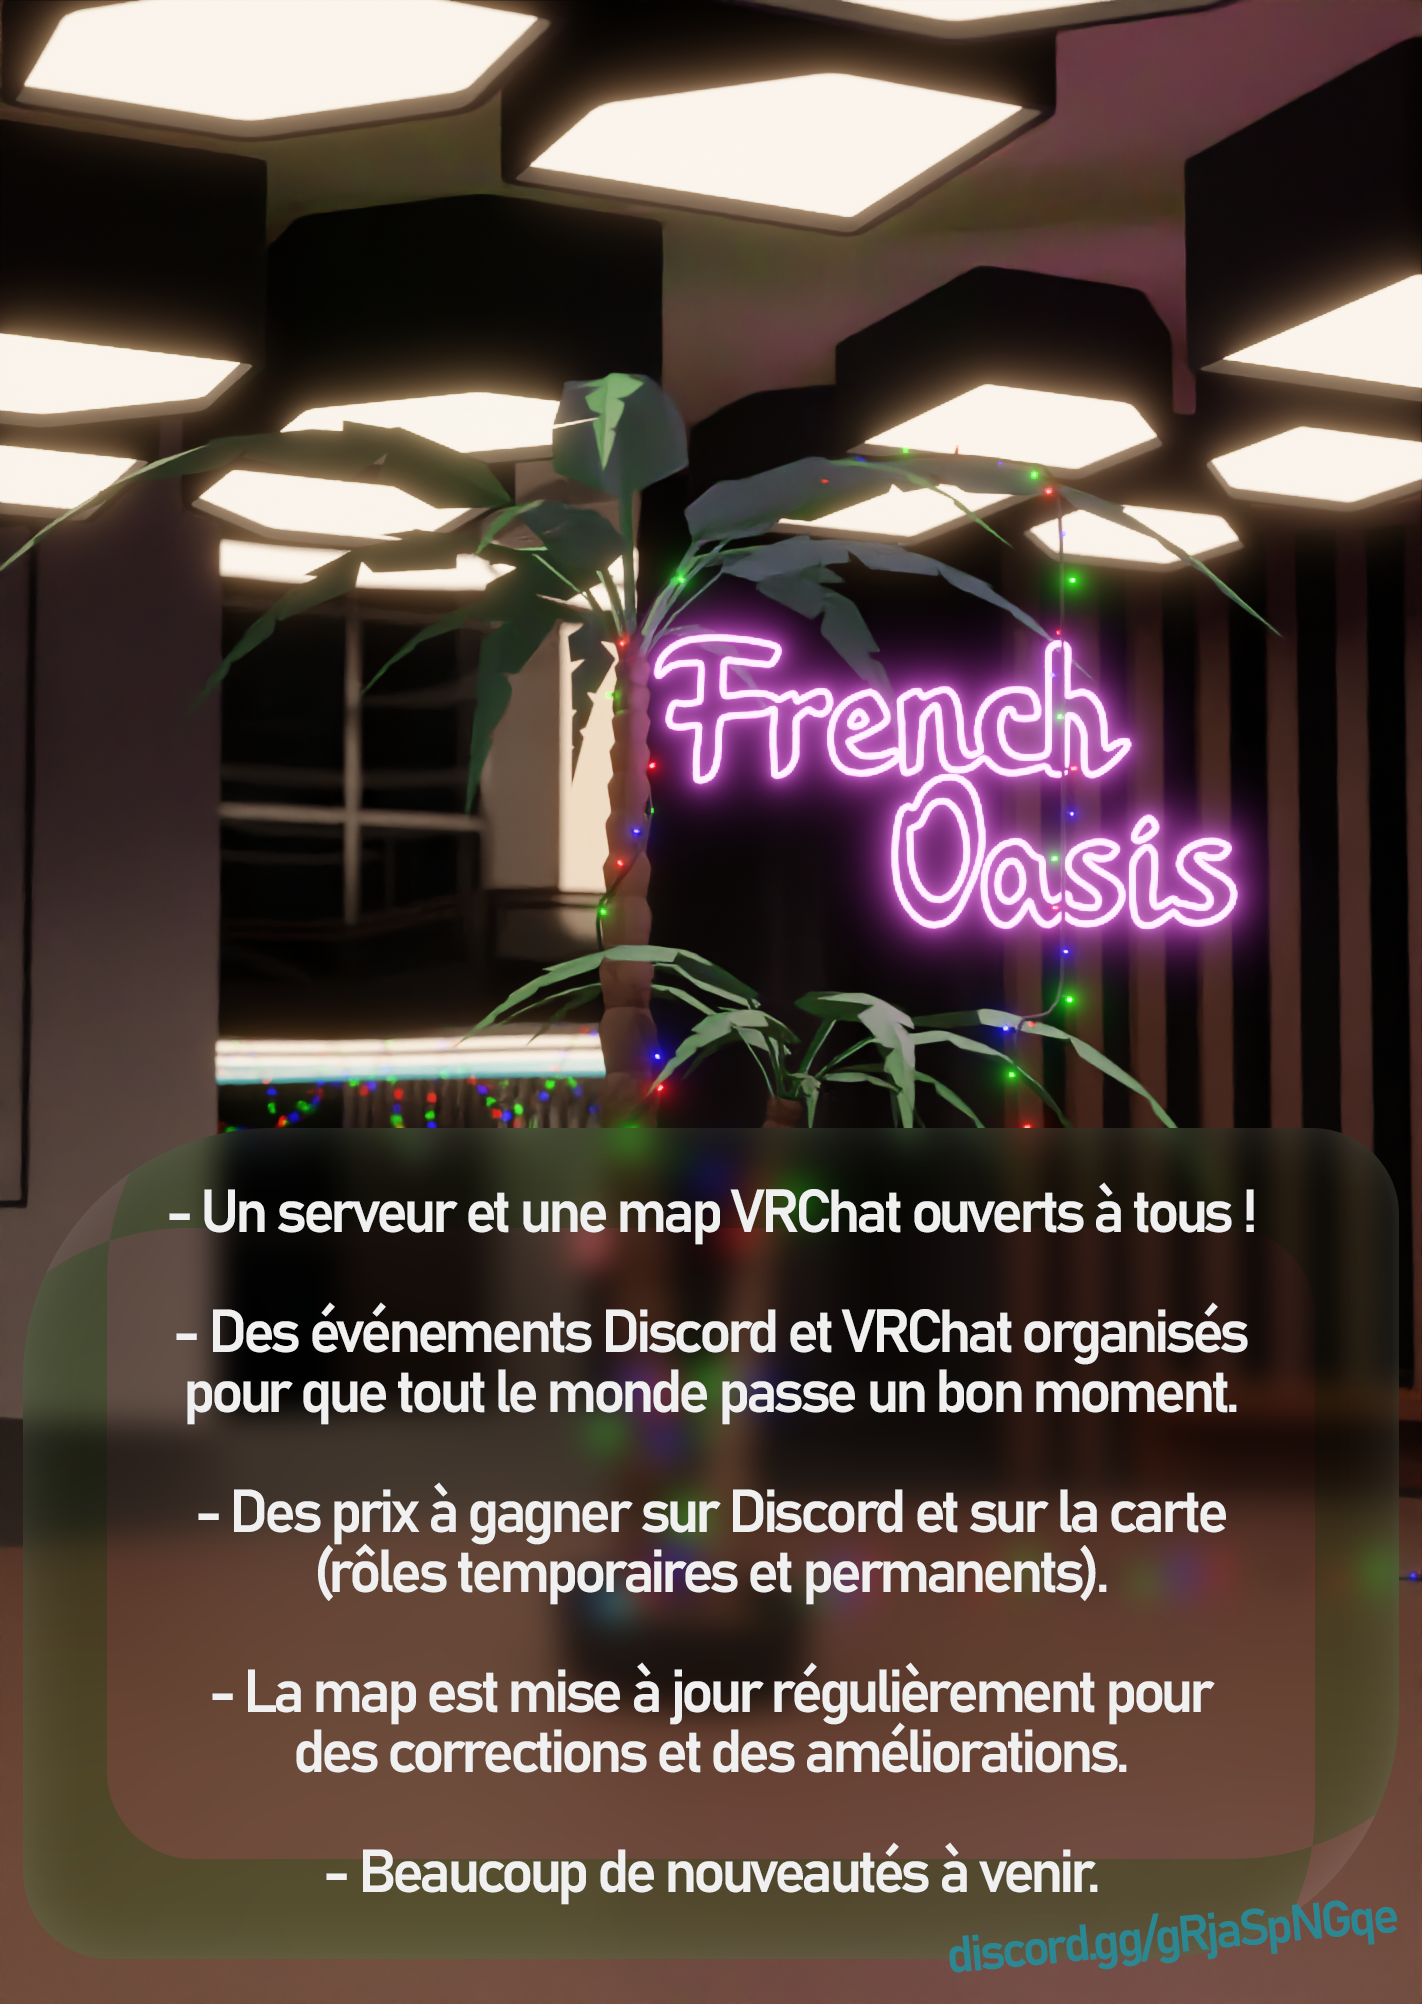 French
Oasis
- Un serveur et une map VRChat ouverts à tous !
- Des événements Discord et VRChat organisés
pour que tout le monde passe un bon moment.
- Des prix à gagner sur Discord et sur la carte
(rôles temporaires et permanents).
- La map est mise à jour régulièrement pour
des corrections et des améliorations.
- Beaucoup de nouveautés à venir.
discord.gg/gRjaSpNGqe